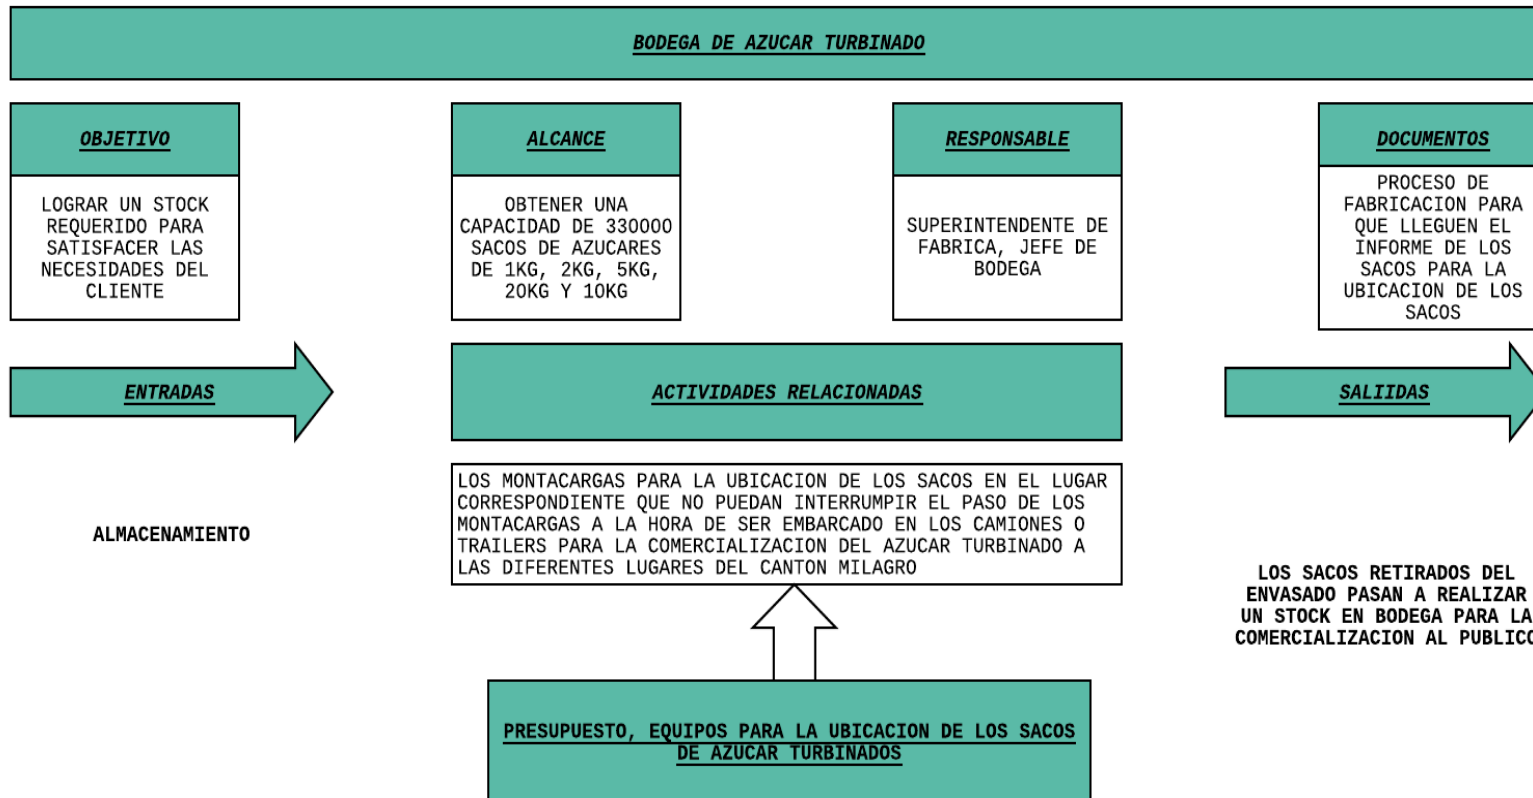 BODEGA DE AZUCAR TURBINADO
OBJETIVO
LOGRAR UN STOCK
REQUERIDO PARA
SATISFACER LAS
NECESIDADES DEL
CLIENTE
ALCANCE
OBTENER UNA
CAPACIDAD DE 330000
SACOS DE AZUCARES
DE 1KG, 2KG, 5KG,
20KG Y 10KG
RESPONSABLE
SUPERINTENDENTE DE
FABRICA, JEFE DE
BODEGA
DOCUMENTOS
PROCESO DE
FABRICACION PARA
QUE LLEGUEN EL
INFORME DE LOS
SACOS PARA LA
UBICACION DE LOS
SACOS
ENTRADAS
ACTIVIDADES RELACIONADAS
SALIIDAS
ALMACENAMIENTO
LOS MONTACARGAS PARA LA UBICACION DE LOS SACOS EN EL LUGAR
CORRESPONDIENTE QUE NO PUEDAN INTERRUMPIR EL PASO DE LOS
MONTACARGAS A LA HORA DE SER EMBARCADO EN LOS CAMIONES O
TRAILERS PARA LA COMERCIALIZACION DEL AZUCAR TURBINADO A
LAS DIFERENTES LUGARES DEL CANTON MILAGRO
LOS SACOS RETIRADOS DEL
ENVASADO PASAN A REALIZAR
UN STOCK EN BODEGA PARA LA
COMERCIALIZACION AL PUBLICO
PRESUPUESTO, EQUIPOS PARA LA UBICACION DE LOS SACOS
DE AZUCAR TURBINADOS